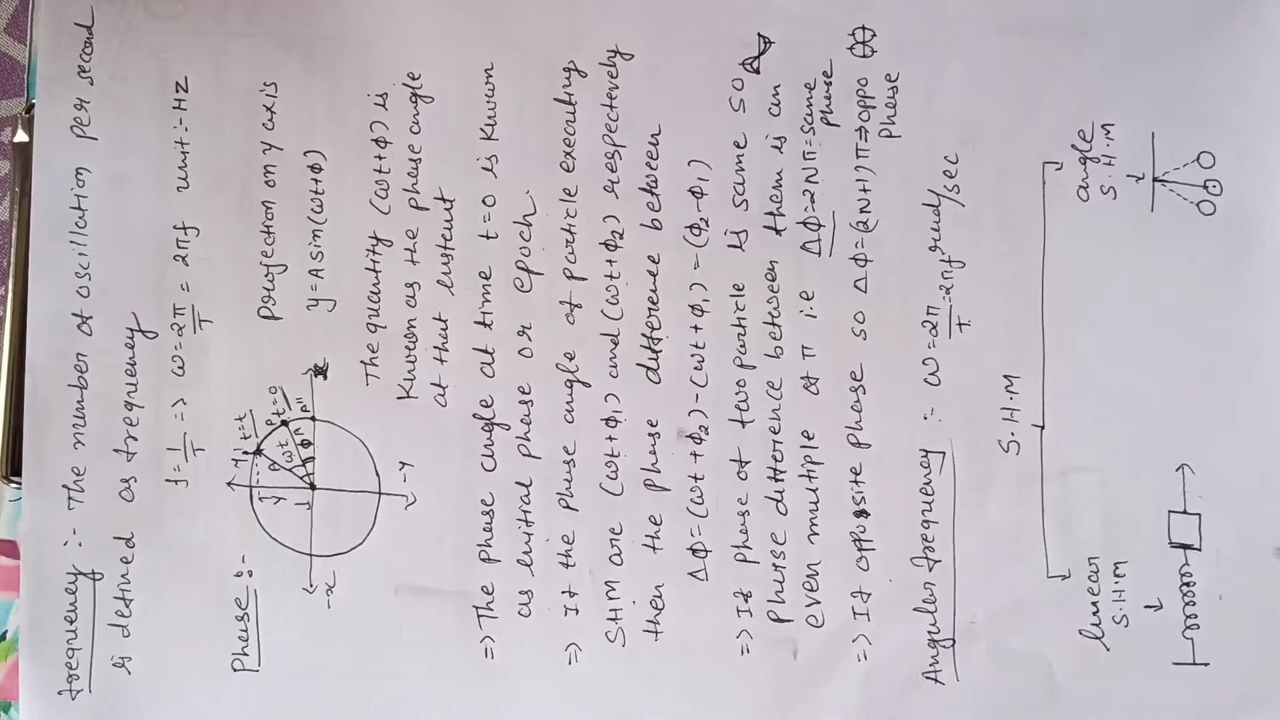 frequency :- The number of oscillation per second
is defined as frequency
f = 1/T => ω = 2π/T = 2πf unit :- HZ
Phase :-
projection on y axis
y = A sin(ωt+ϕ)
y t=t
P t=0
ωt
ϕ
A
-x
-Y
The quantity (ωt+ϕ) is
Known as the phase angle
at that instant
=> The phase angle at time t=0 is Known
as initial phase or epoch.
=> If the phase angle of particle executing
SHM are (ωt+ϕ1) and (ωt+ϕ2) respectively
then the phase difference between
Δϕ = (ωt+ϕ2) - (ωt+ϕ1) = (ϕ2-ϕ1)
=> If phase of two particle is same so
phase difference between them is an
even multiple of π i.e Δϕ = 2Nπ = same phase
=> If opposite phase so Δϕ = (2N+1)π => oppo phase
Angular frequency :- ω = 2π/T = 2πf rad/sec
S.H.M
linear
S.H.M
angle
S.H.M